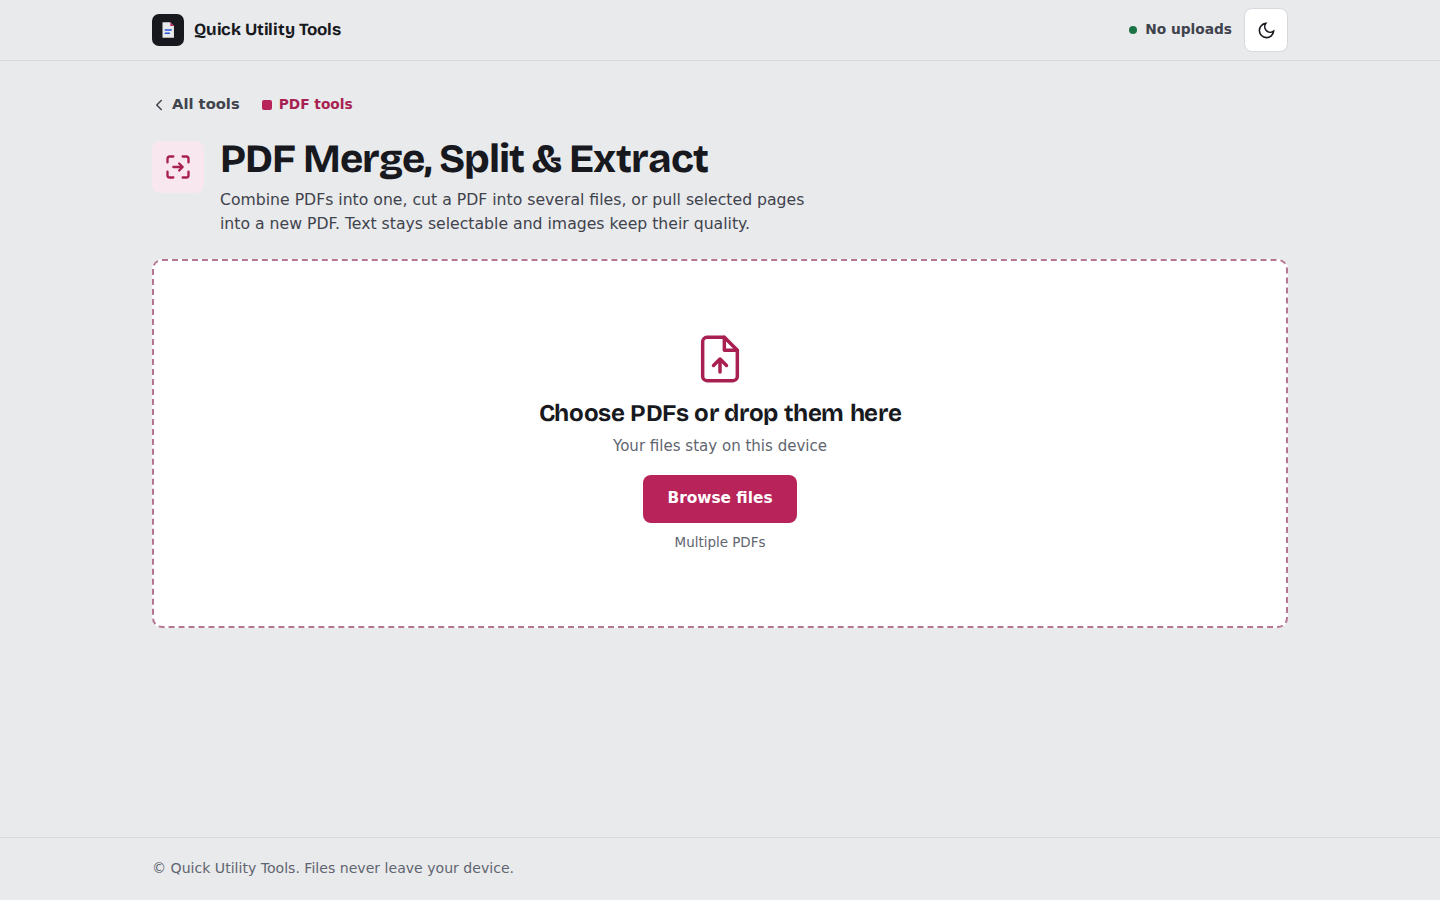 Quick Utility Tools
No uploads
All tools
PDF tools
PDF Merge, Split & Extract
Combine PDFs into one, cut a PDF into several files, or pull selected pages
into a new PDF. Text stays selectable and images keep their quality.
Choose PDFs or drop them here
Your files stay on this device
Browse files
Multiple PDFs
© Quick Utility Tools. Files never leave your device.